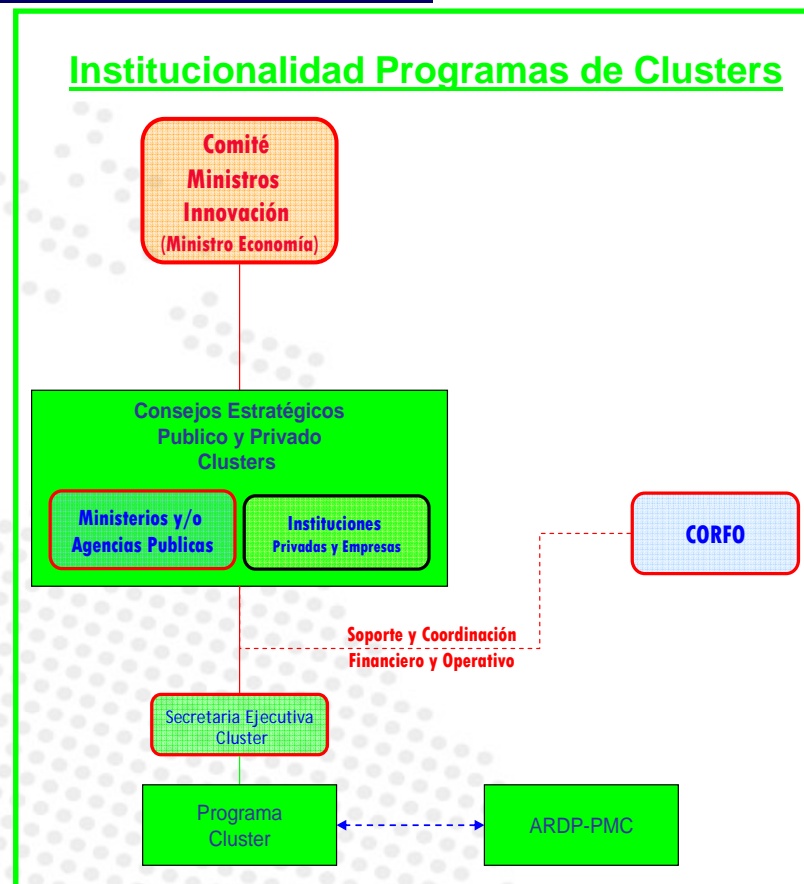 Institucionalidad Programas de Clusters
Comité
Ministros
Innovación
(Ministro Economía)
Consejos Estratégicos
Publico y Privado
Clusters
Ministerios y/o
Agencias Publicas
Instituciones
Privadas y Empresas
CORFO
Soporte y Coordinación
Financiero y Operativo
Secretaria Ejecutiva
Cluster
Programa
Cluster
ARDP-PMC